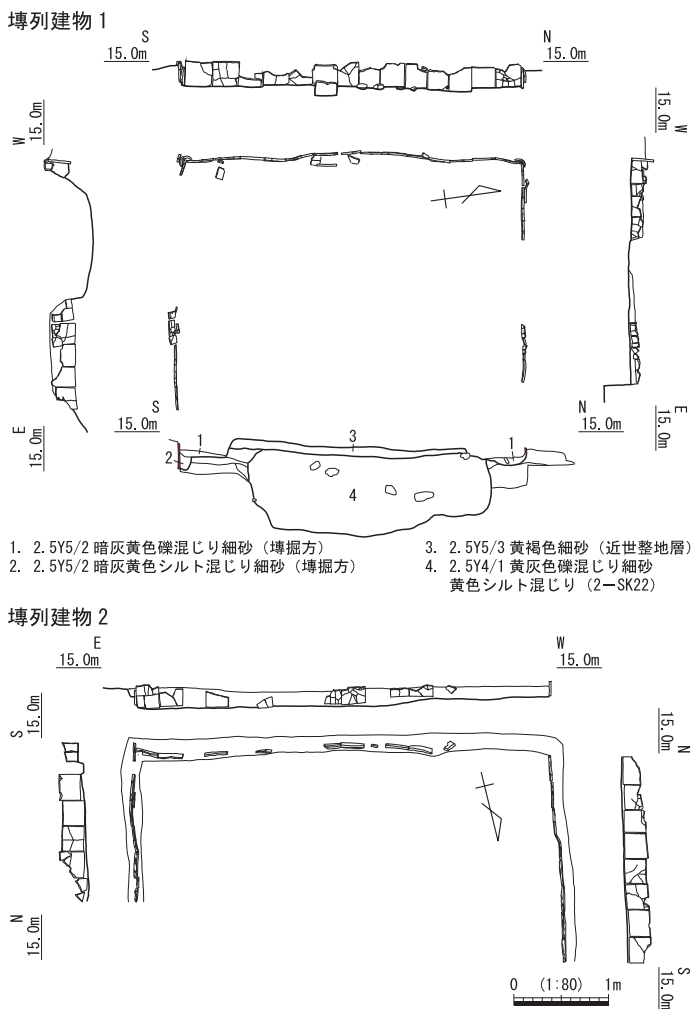 塼列建物1
S
15.0m
N
15.0m
W
15.0m
15.0m
W
E
15.0m
S
15.0m
N
15.0m
E
15.0m
1
2
3
4
1
1. 2.5Y5/2 暗灰黄色礫混じり細砂（塼掘方）
2. 2.5Y5/2 暗灰黄色シルト混じり細砂（塼掘方）
3. 2.5Y5/3 黄褐色細砂（近世整地層）
4. 2.5Y4/1 黄灰色礫混じり細砂
黄色シルト混じり（2－SK22）
塼列建物2
E
15.0m
W
15.0m
S
15.0m
15.0m
N
N
15.0m
S
15.0m
0 (1:80) 1m